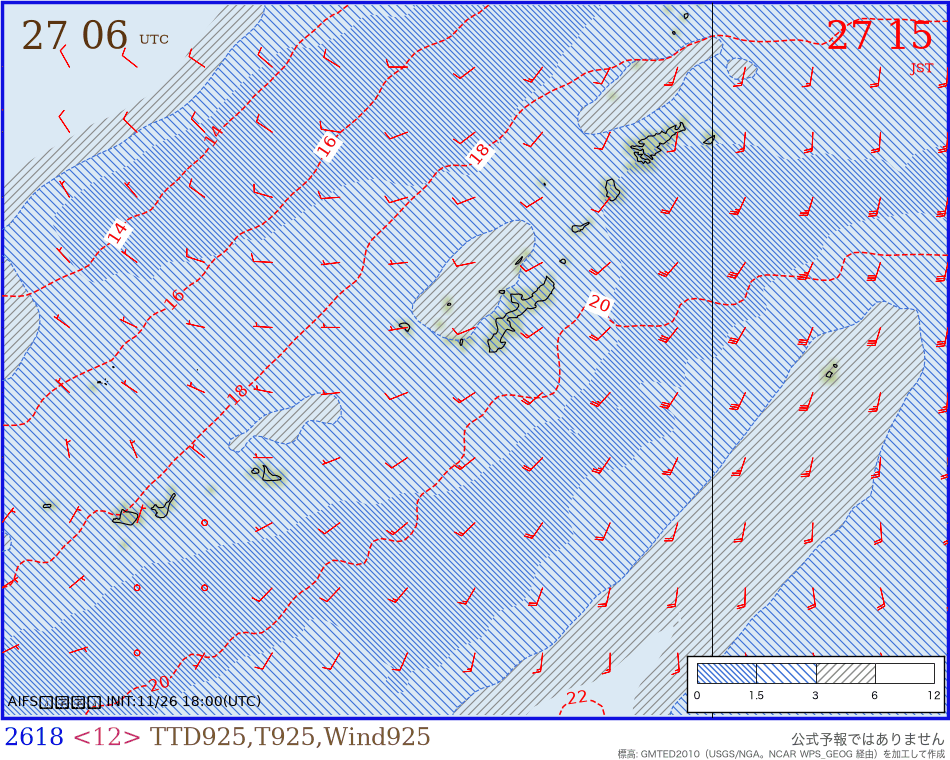 27 06 UTC
27 15
JST
14
16
18
14
16
20
18
20
22
AIFS INIT:11/26 18:00(UTC)
0 1.5 3 6 12
2618 <12> TTD925,T925,Wind925
公式予報ではありません
標高: GMTED2010（USGS/NGA。NCAR WPS_GEOG 経由）を加工して作成